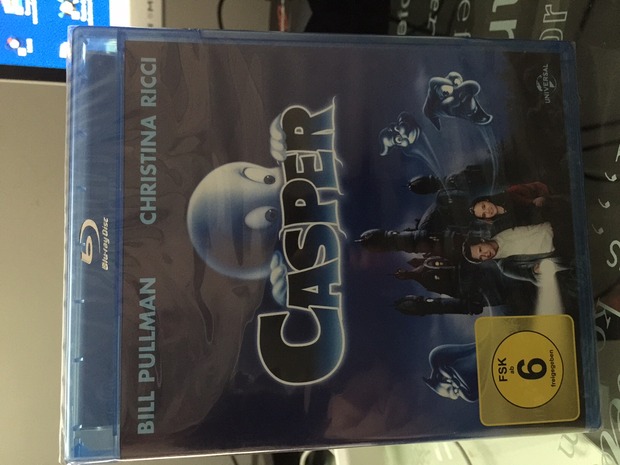 Blu-ray Disc
BILL PULLMAN
CHRISTINA RICCI
CASPER
FSK
ab
6
freigegeben
UNIVERSAL